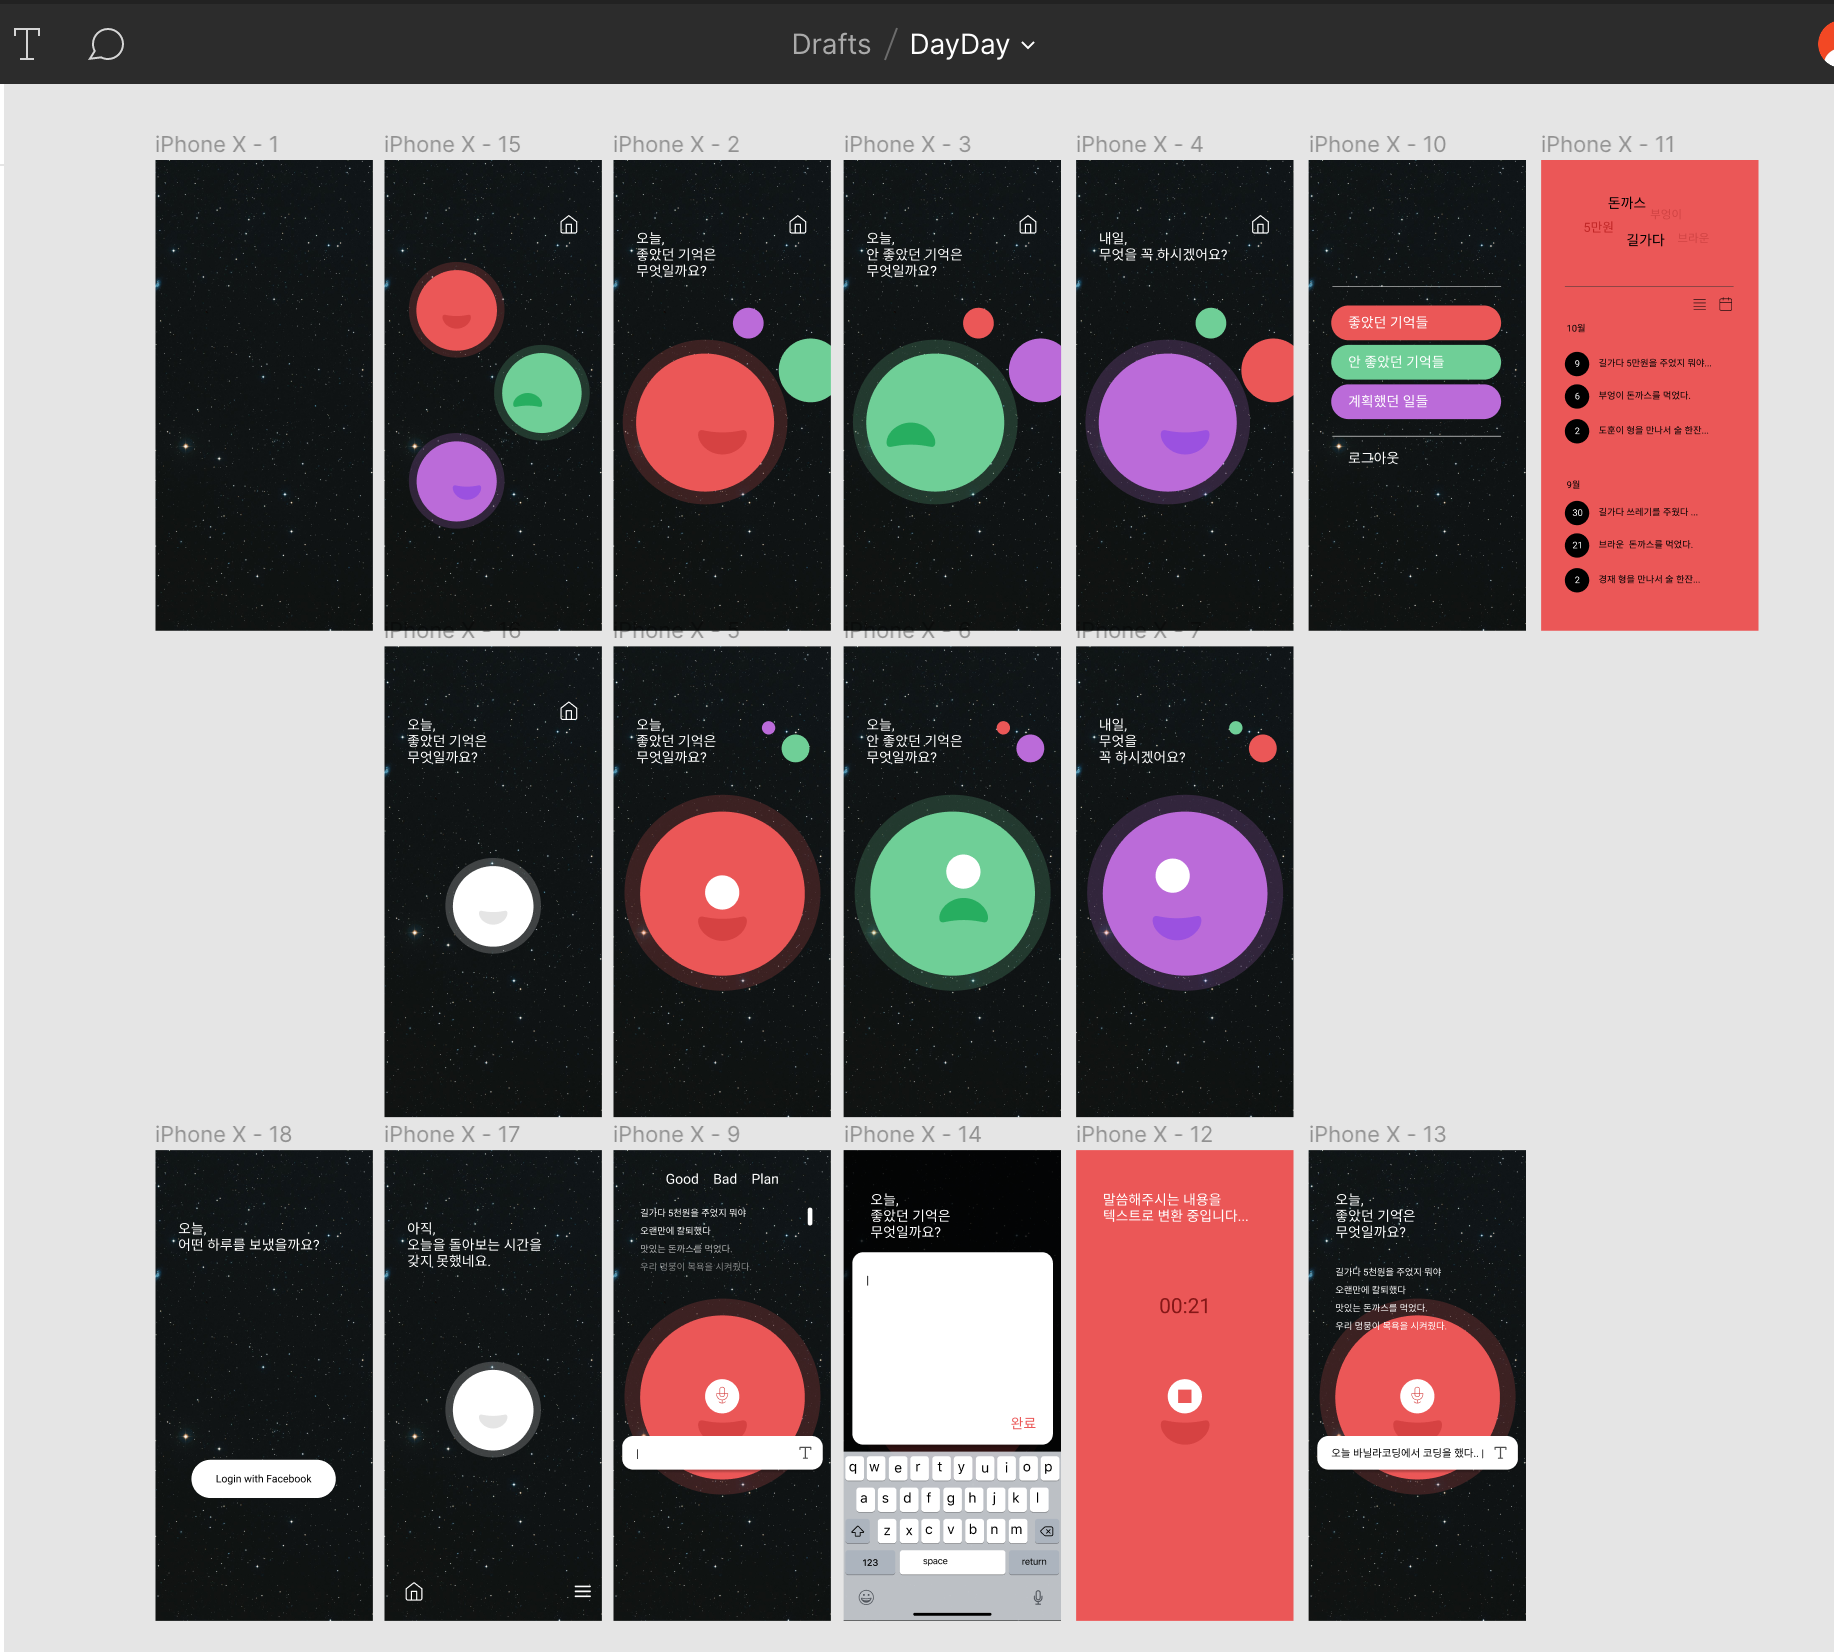 Drafts / DayDay
iPhone X - 1
iPhone X - 15
iPhone X - 2
iPhone X - 3
iPhone X - 4
iPhone X - 10
iPhone X - 11
오늘,
좋았던 기억은
무엇일까요?
오늘,
안 좋았던 기억은
무엇일까요?
내일,
무엇을 꼭 하시겠어요?
좋았던 기억들
안 좋았던 기억들
계획했던 일들
로그아웃
돈까스
부엉이
5만원
길가다
브라운
10월
9 길가다 5만원을 주었지 뭐야...
6 부엉이 돈까스를 먹었다.
2 도훈이 형을 만나서 술 한잔...
9월
30 길가다 쓰레기를 주웠다 ...
21 브라운 돈까스를 먹었다.
2 경재 형을 만나서 술 한잔...
iPhone X - 16
iPhone X - 5
iPhone X - 6
iPhone X - 7
오늘,
좋았던 기억은
무엇일까요?
오늘,
좋았던 기억은
무엇일까요?
오늘,
안 좋았던 기억은
무엇일까요?
내일,
무엇을
꼭 하시겠어요?
iPhone X - 18
iPhone X - 17
iPhone X - 9
iPhone X - 14
iPhone X - 12
iPhone X - 13
오늘,
어떤 하루를 보냈을까요?
Login with Facebook
아직,
오늘을 돌아보는 시간을
갖지 못했네요.
Good Bad Plan
길가다 5천원을 주었지 뭐야
오랜만에 칼퇴했다
맛있는 돈까스를 먹었다.
우리 멍뭉이 목욕을 시켜줬다.
T
오늘,
좋았던 기억은
무엇일까요?
완료
q w e r t y u i o p
a s d f g h j k l
z x c v b n m
123 space return
말씀해주시는 내용을
텍스트로 변환 중입니다...
00:21
오늘,
좋았던 기억은
무엇일까요?
길가다 5천원을 주었지 뭐야
오랜만에 칼퇴했다
맛있는 돈까스를 먹었다.
우리 멍뭉이 목욕을 시켜줬다.
오늘 바닐라코딩에서 코딩을 했다.. T